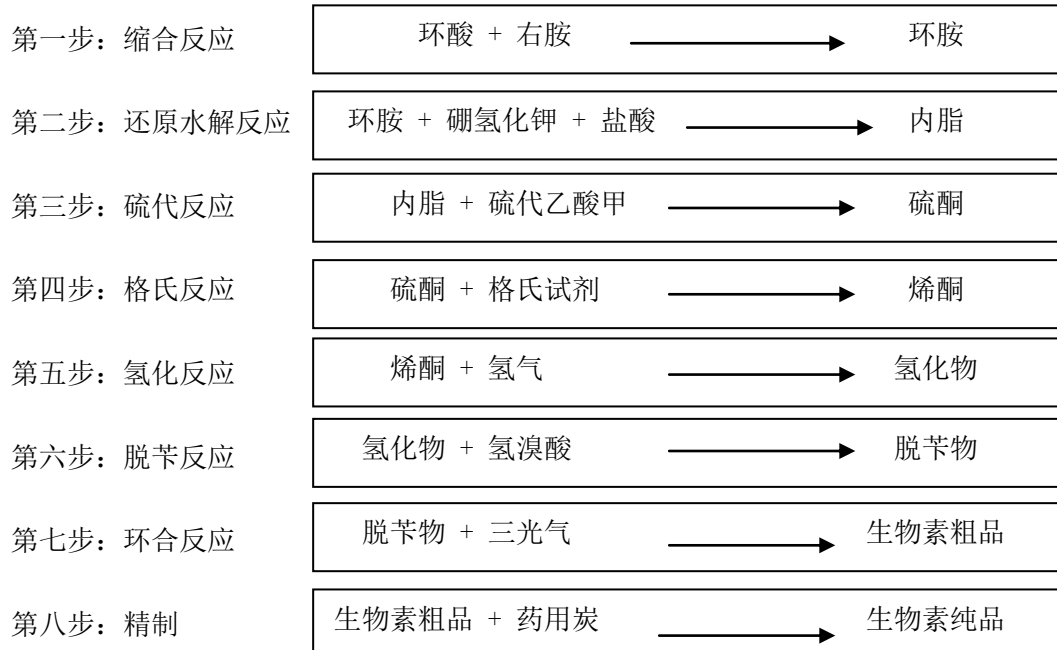 第一步：缩合反应 环酸 + 右胺 环胺
第二步：还原水解反应 环胺 + 硼氢化钾 + 盐酸 内脂
第三步：硫代反应 内脂 + 硫代乙酸甲 硫酮
第四步：格氏反应 硫酮 + 格氏试剂 烯酮
第五步：氢化反应 烯酮 + 氢气 氢化物
第六步：脱苄反应 氢化物 + 氢溴酸 脱苄物
第七步：环合反应 脱苄物 + 三光气 生物素粗品
第八步：精制 生物素粗品 + 药用炭 生物素纯品